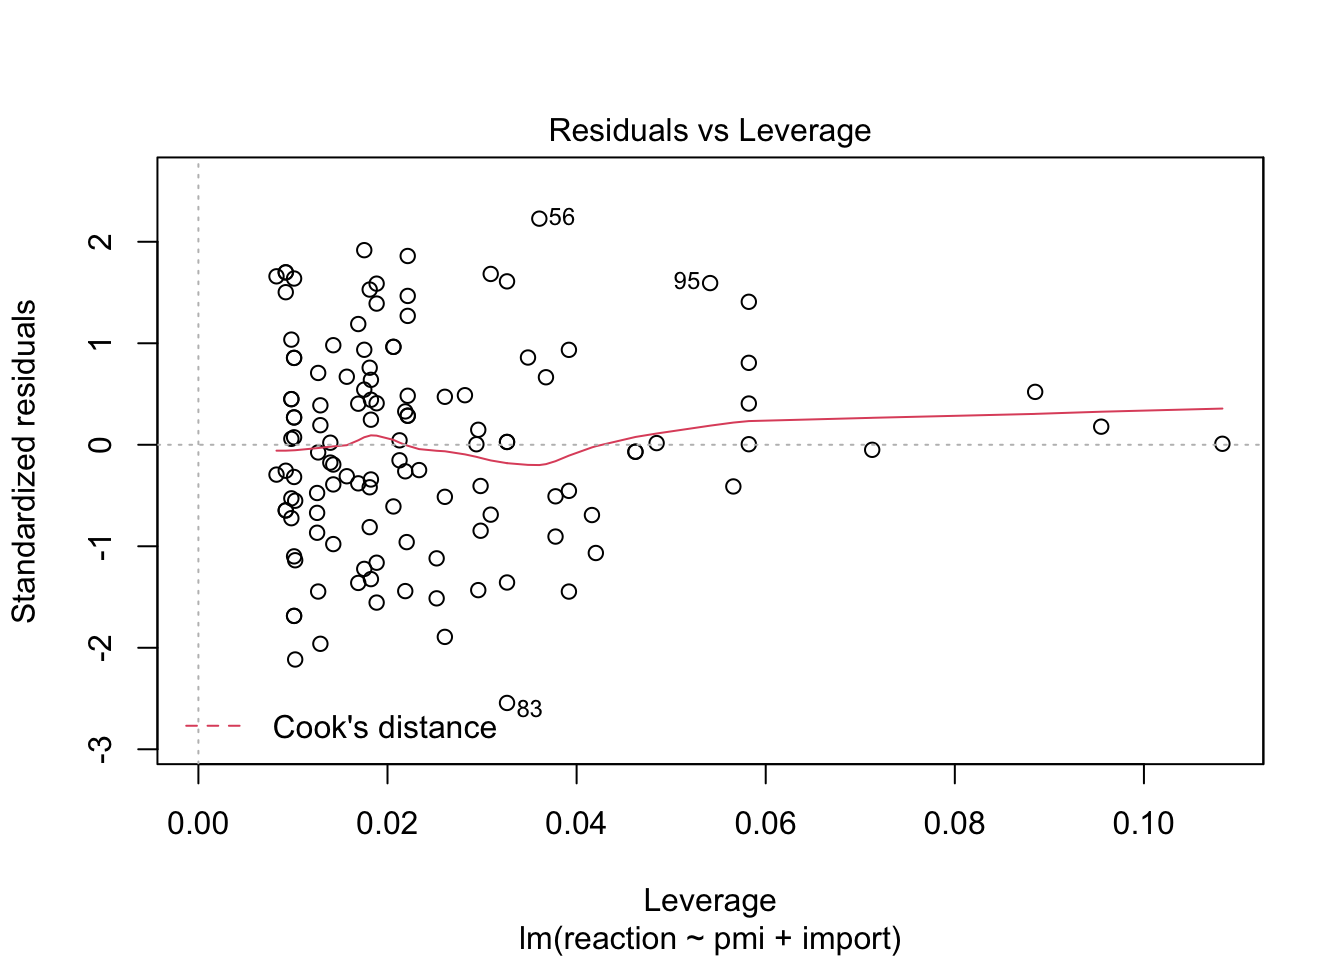 Residuals vs Leverage
Standardized residuals
2
1
0
-1
-2
-3
56
95
83
Cook's distance
0.00 0.02 0.04 0.06 0.08 0.10
Leverage
lm(reaction ~ pmi + import)